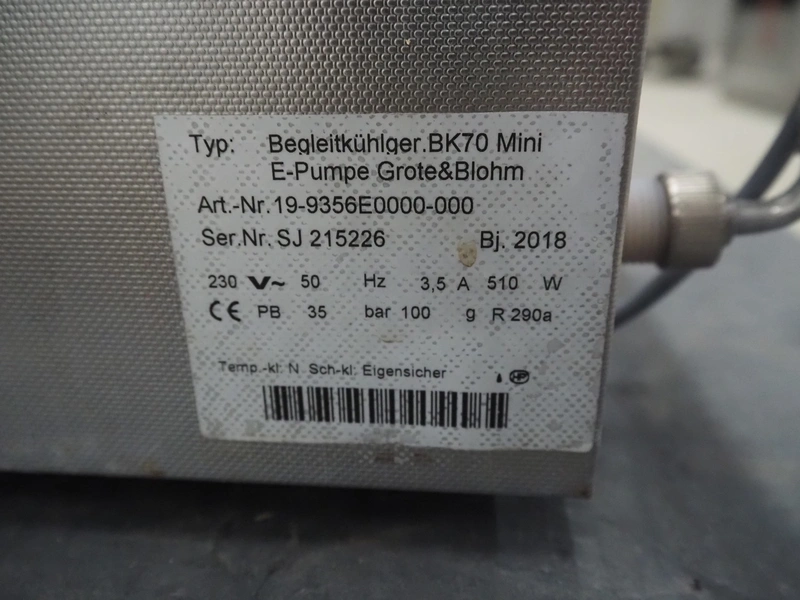 Typ: Begleitkühlger.BK70 Mini
E-Pumpe Grote&Blohm
Art.-Nr.19-9356E0000-000
Ser.Nr. SJ 215226 Bj. 2018
230 V~ 50 Hz 3,5 A 510 W
CE PB 35 bar 100 g R 290a
Temp.-kl: N Sch-kl: Eigensicher